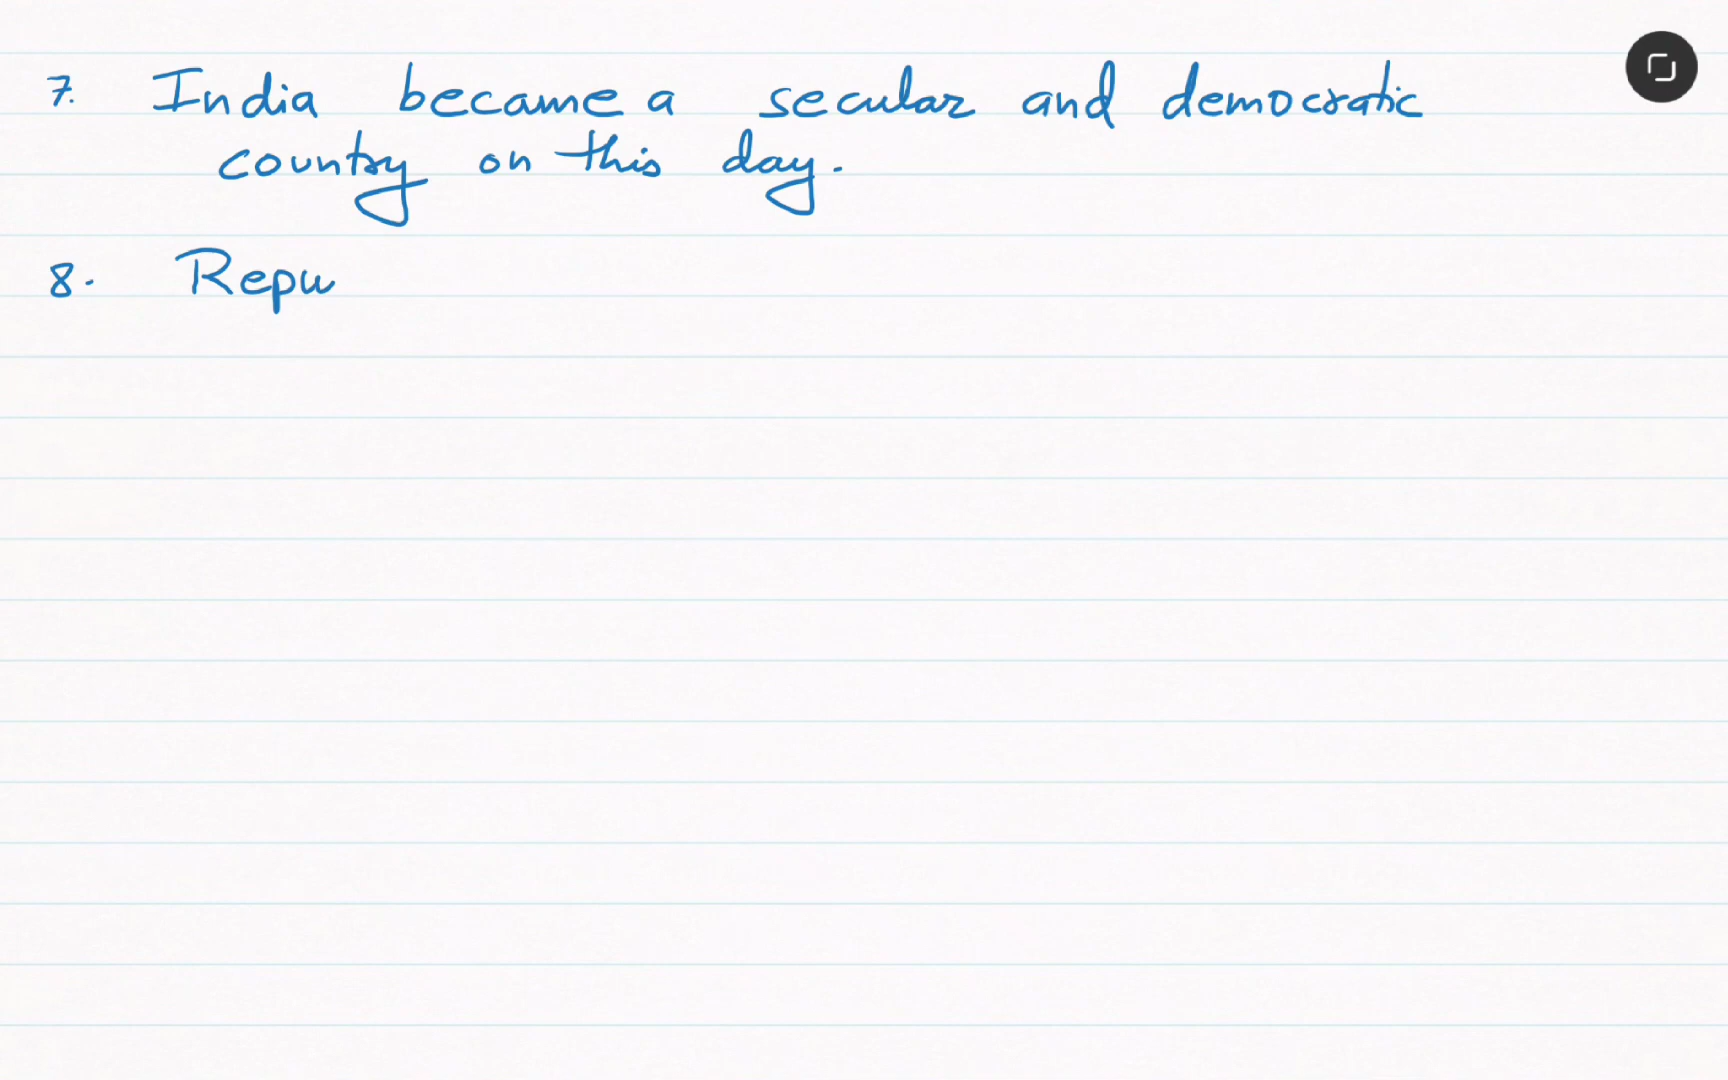 7. India became a secular and democratic
country on this day.
8. Repu